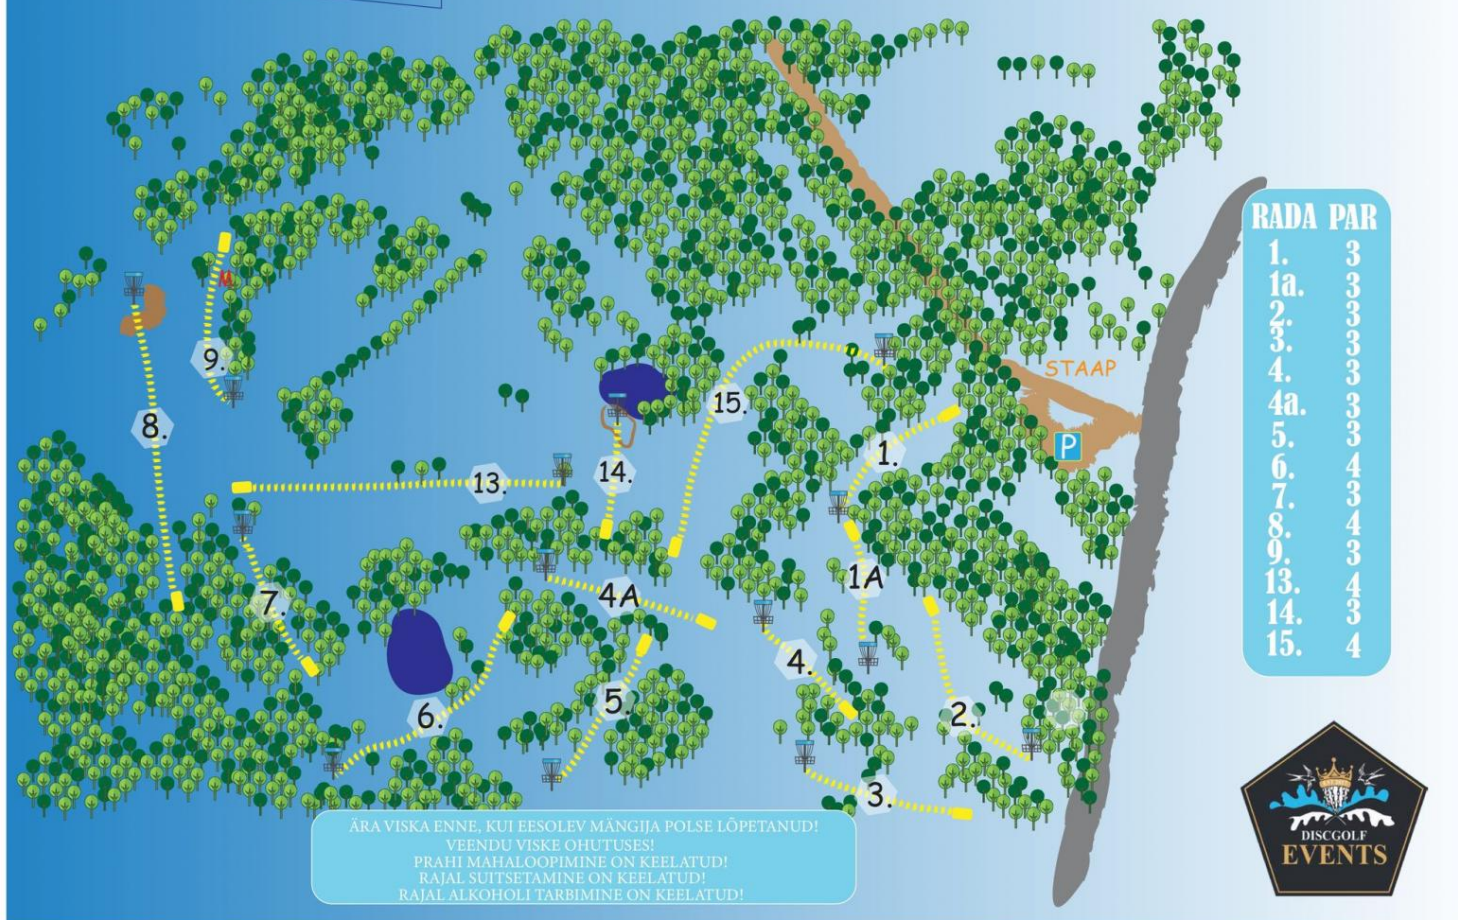 RADA PAR
1. 3
1a. 3
2. 3
3. 3
4. 3
4a. 3
5. 3
6. 4
7. 3
8. 4
9. 3
13. 4
14. 3
15. 4
M
9.
STAAP
8.
15.
P
1.
14.
13.
1A
7.
4A
4.
5.
6.
2.
3.
ÄRA VISKA ENNE, KUI EESOLEV MÄNGIJA POLSE LÕPETANUD!
VEENDU VISKE OHUTUSES!
PRAHI MAHALOOPIMINE ON KEELATUD!
RAJAL SUITSETAMINE ON KEELATUD!
RAJAL ALKOHOLI TARBIMINE ON KEELATUD!
DISCGOLF
EVENTS